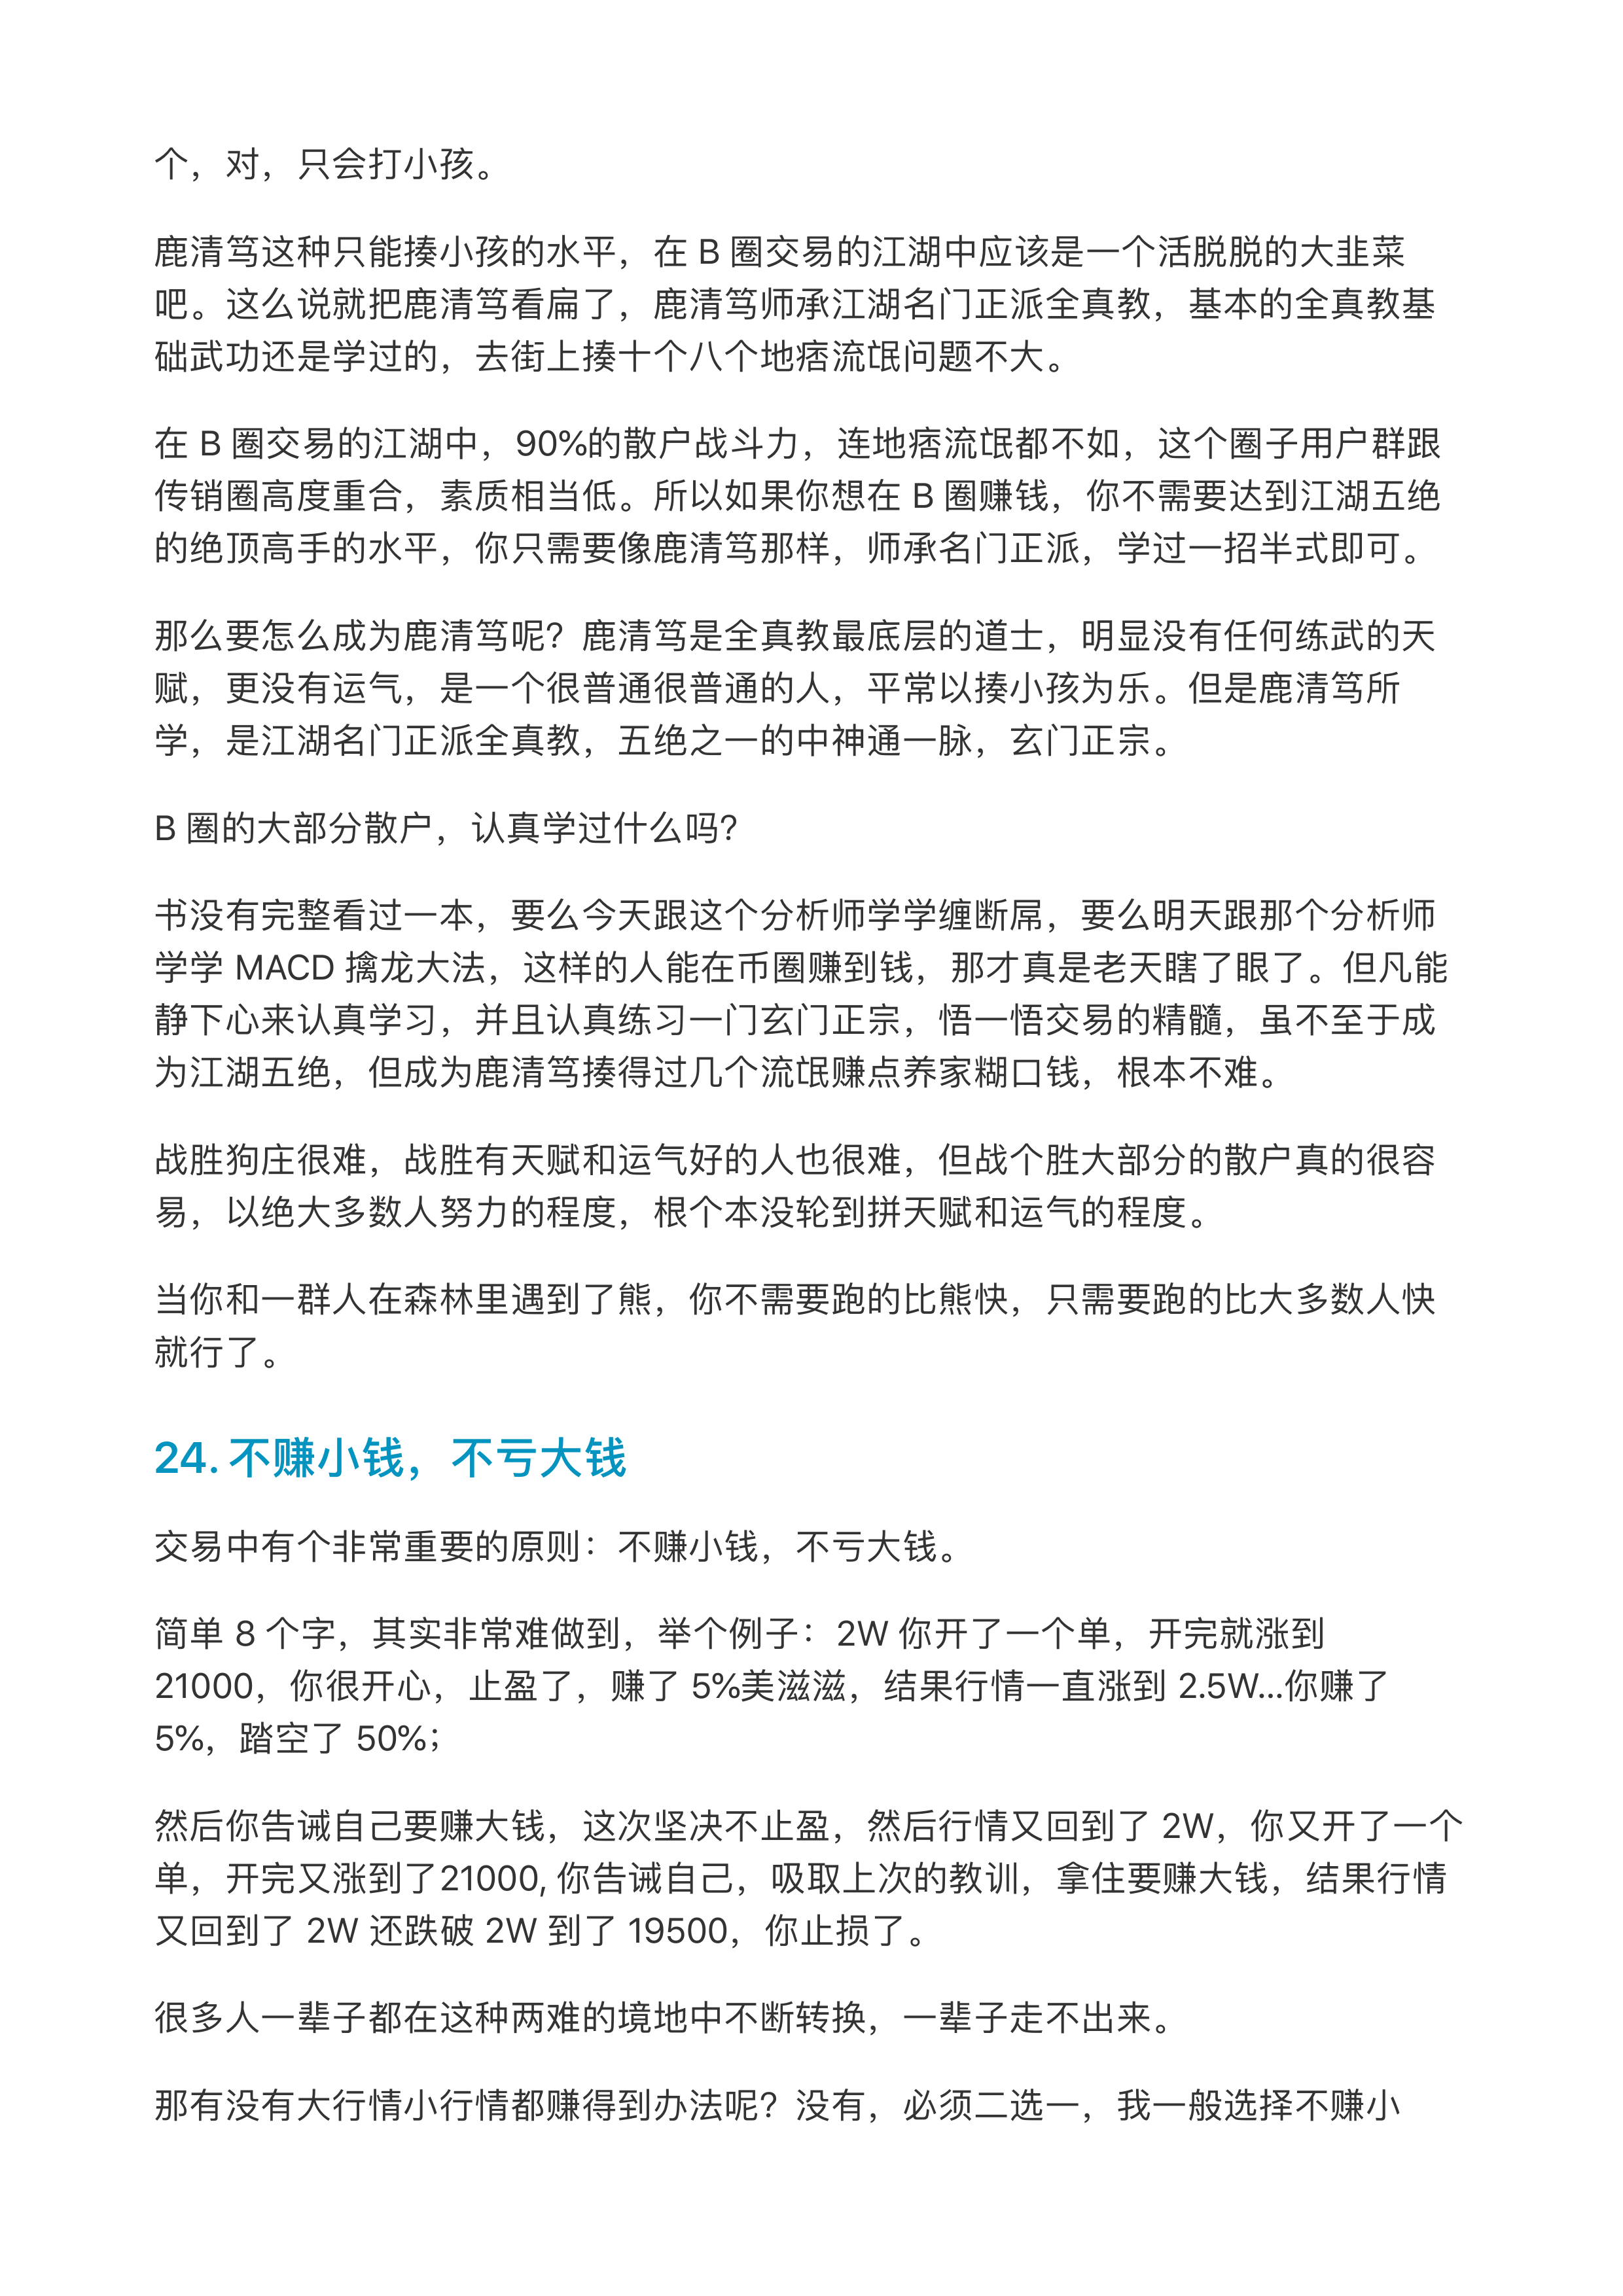 个，对，只会打小孩。
鹿清笃这种只能揍小孩的水平，在 B 圈交易的江湖中应该是一个活脱脱的大韭菜
吧。这么说就把鹿清笃看扁了，鹿清笃师承江湖名门正派全真教，基本的全真教基
础武功还是学过的，去街上揍十个八个地痞流氓问题不大。
在 B 圈交易的江湖中，90%的散户战斗力，连地痞流氓都不如，这个圈子用户群跟
传销圈高度重合，素质相当低。所以如果你想在 B 圈赚钱，你不需要达到江湖五绝
的绝顶高手的水平，你只需要像鹿清笃那样，师承名门正派，学过一招半式即可。
那么要怎么成为鹿清笃呢？鹿清笃是全真教最底层的道士，明显没有任何练武的天
赋，更没有运气，是一个很普通很普通的人，平常以揍小孩为乐。但是鹿清笃所
学，是江湖名门正派全真教，五绝之一的中神通一脉，玄门正宗。
B 圈的大部分散户，认真学过什么吗？
书没有完整看过一本，要么今天跟这个分析师学学缠断屌，要么明天跟那个分析师
学学 MACD 擒龙大法，这样的人能在币圈赚到钱，那才真是老天瞎了眼了。但凡能
静下心来认真学习，并且认真练习一门玄门正宗，悟一悟交易的精髓，虽不至于成
为江湖五绝，但成为鹿清笃揍得过几个流氓赚点养家糊口钱，根本不难。
战胜狗庄很难，战胜有天赋和运气好的人也很难，但战个胜大部分的散户真的很容
易，以绝大多数人努力的程度，根个本没轮到拼天赋和运气的程度。
当你和一群人在森林里遇到了熊，你不需要跑的比熊快，只需要跑的比大多数人快
就行了。
24. 不赚小钱，不亏大钱
交易中有个非常重要的原则：不赚小钱，不亏大钱。
简单 8 个字，其实非常难做到，举个例子：2W 你开了一个单，开完就涨到
21000，你很开心，止盈了，赚了 5%美滋滋，结果行情一直涨到 2.5W...你赚了
5%，踏空了 50%；
然后你告诫自己要赚大钱，这次坚决不止盈，然后行情又回到了 2W，你又开了一个
单，开完又涨到了21000, 你告诫自己，吸取上次的教训，拿住要赚大钱，结果行情
又回到了 2W 还跌破 2W 到了 19500，你止损了。
很多人一辈子都在这种两难的境地中不断转换，一辈子走不出来。
那有没有大行情小行情都赚得到办法呢？没有，必须二选一，我一般选择不赚小